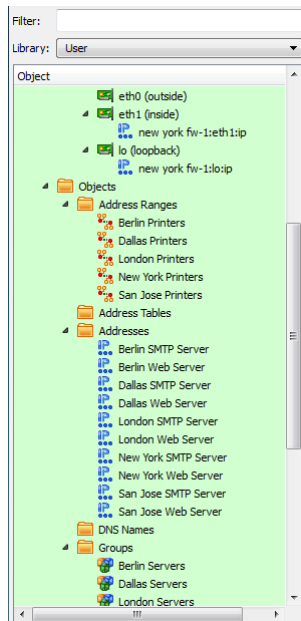 Filter:
Library: User
Object
eth0 (outside)
eth1 (inside)
new york fw-1:eth1:ip
lo (loopback)
new york fw-1:lo:ip
Objects
Address Ranges
Berlin Printers
Dallas Printers
London Printers
New York Printers
San Jose Printers
Address Tables
Addresses
Berlin SMTP Server
Berlin Web Server
Dallas SMTP Server
Dallas Web Server
London SMTP Server
London Web Server
New York SMTP Server
New York Web Server
San Jose SMTP Server
San Jose Web Server
DNS Names
Groups
Berlin Servers
Dallas Servers
London Servers